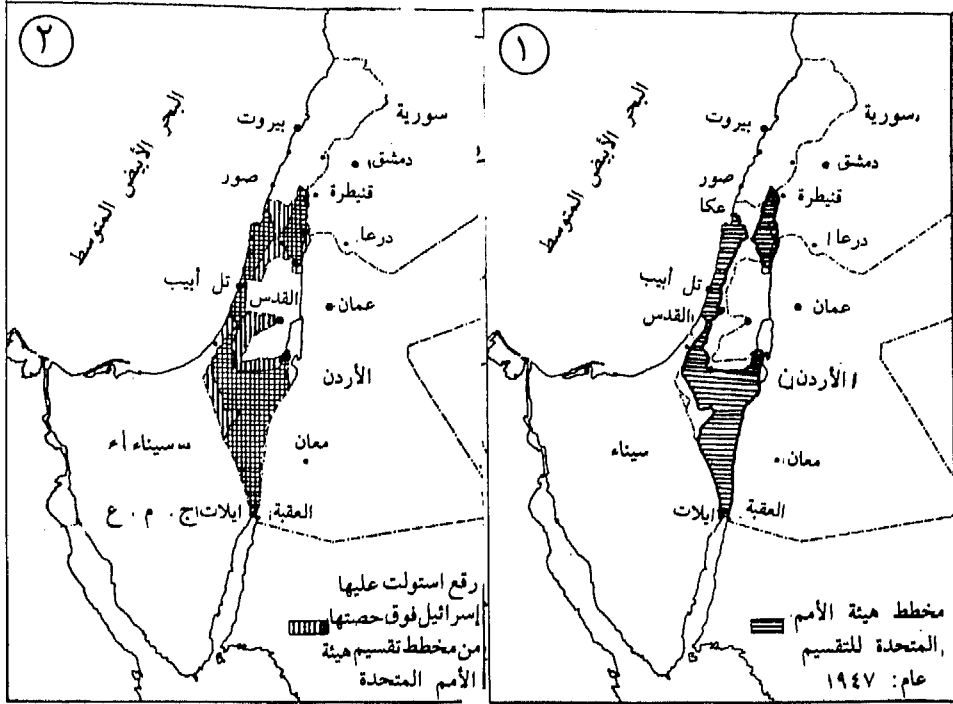 ١
البحر الأبيض المتوسط
بيروت
سورية
دمشق
صور
عكا
قنيطرة
درعا
تل أبيب
القدس
عمان
الأردن
سيناء
معان
ايلات
العقبة
مخطط هيئة الأمم
المتحدة للتقسيم
عام: ١٩٤٧
٢
البحر الأبيض المتوسط
بيروت
سورية
دمشق
صور
قنيطرة
درعا
تل أبيب
القدس
عمان
الأردن
سيناء
معان
ج. م. ع
ايلات
العقبة
رقع استولت عليها
إسرائيل فوق حصتها
من مخطط تقسيم هيئة
الأمم المتحدة